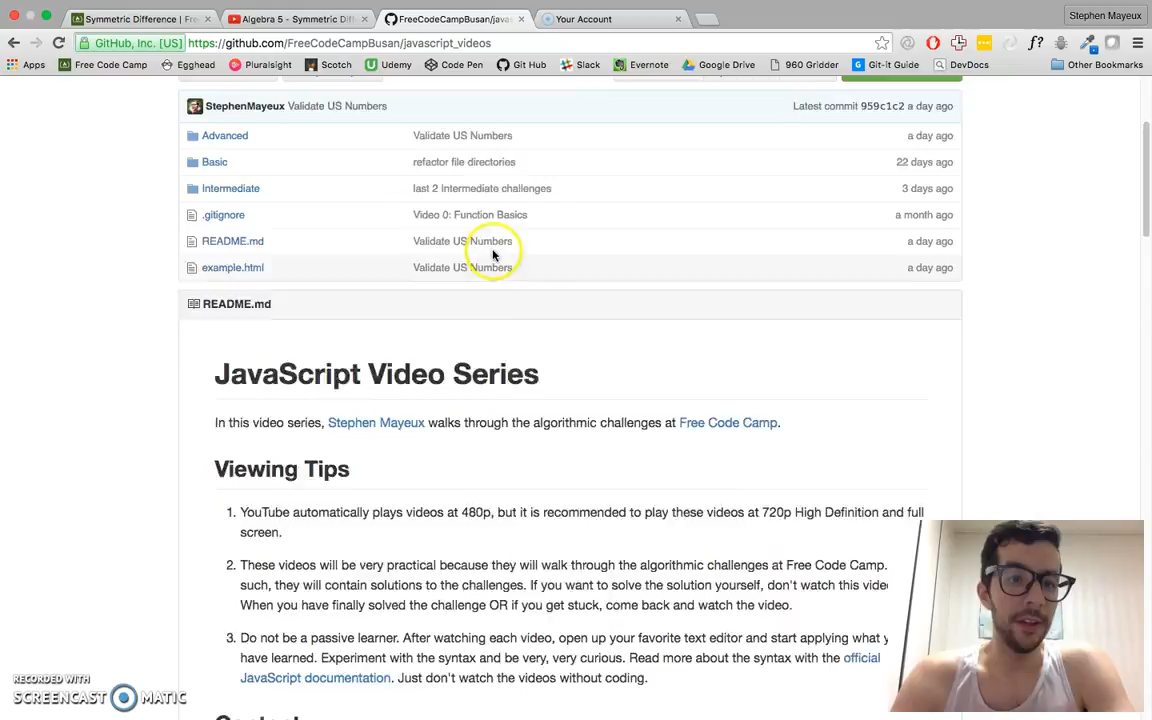 Symmetric Difference | Fre
Algebra 5 - Symmetric Diff
FreeCodeCampBusan/javas
Your Account
Stephen Mayeux
GitHub, Inc. [US]
https://github.com/FreeCodeCampBusan/javascript_videos
f?
Apps
Free Code Camp
Egghead
Pluralsight
Scotch
Udemy
Code Pen
Git Hub
Slack
Evernote
Google Drive
960 Gridder
Git-it Guide
DevDocs
Other Bookmarks
StephenMayeux Validate US Numbers
Latest commit 959c1c2 a day ago
Advanced Validate US Numbers a day ago
Basic refactor file directories 22 days ago
Intermediate last 2 intermediate challenges 3 days ago
.gitignore Video 0: Function Basics a month ago
README.md Validate US Numbers a day ago
example.html Validate US Numbers a day ago
README.md
JavaScript Video Series
In this video series, Stephen Mayeux walks through the algorithmic challenges at Free Code Camp.
Viewing Tips
1. YouTube automatically plays videos at 480p, but it is recommended to play these videos at 720p High Definition and full
screen.
2. These videos will be very practical because they will walk through the algorithmic challenges at Free Code Camp.
such, they will contain solutions to the challenges. If you want to solve the solution yourself, don't watch this vide
When you have finally solved the challenge OR if you get stuck, come back and watch the video.
3. Do not be a passive learner. After watching each video, open up your favorite text editor and start applying what y
have learned. Experiment with the syntax and be very, very curious. Read more about the syntax with the official
JavaScript documentation. Just don't watch the videos without coding.
RECORDED WITH
SCREENCAST MATIC